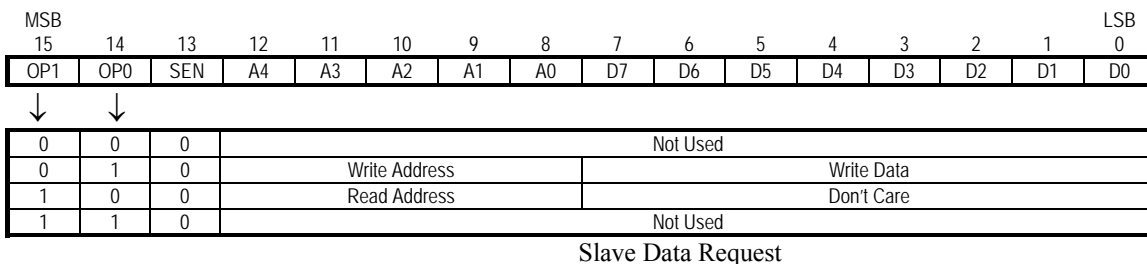 MSB LSB
15 14 13 12 11 10 9 8 7 6 5 4 3 2 1 0
OP1 OP0 SEN A4 A3 A2 A1 A0 D7 D6 D5 D4 D3 D2 D1 D0
↓ ↓
0 0 0 Not Used
0 1 0 Write Address Write Data
1 0 0 Read Address Don't Care
1 1 0 Not Used
Slave Data Request